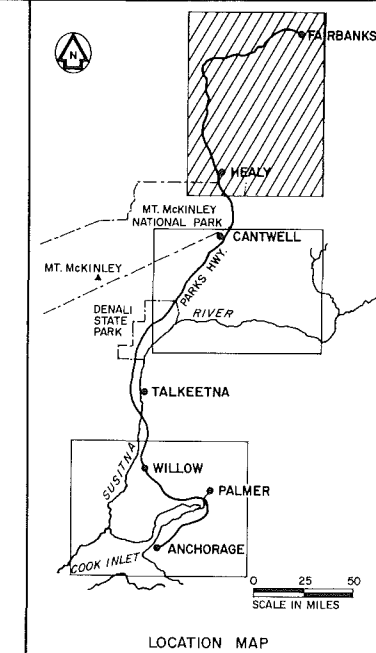 N
FAIRBANKS
HEALY
MT. McKINLEY
NATIONAL PARK
CANTWELL
MT. McKINLEY
PARKS HWY.
DENALI
STATE
PARK
RIVER
TALKEETNA
SUSITNA
WILLOW
PALMER
ANCHORAGE
COOK INLET
0 25 50
SCALE IN MILES
LOCATION MAP